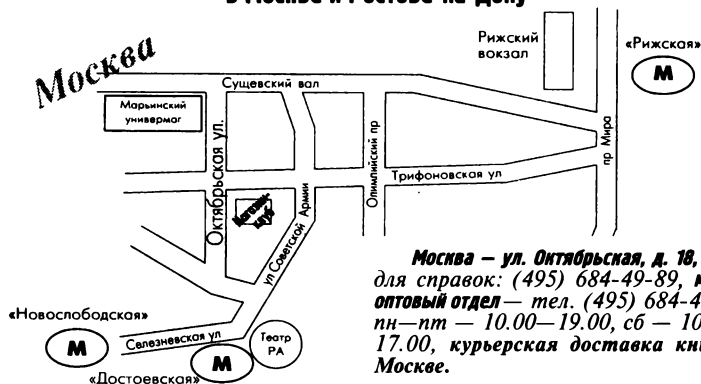 в Москве и Ростове-на-Дону
Москва
Рижский
вокзал
«Рижская»
М
Сущевский вал
Марьинский
универмаг
Октябрьская ул.
Олимпийский пр
пр Мира
Трифоновская ул
Магазин-
клуб
ул Советской Армии
«Новослободская»
М
Селезневская ул
М
Театр
РА
«Достоевская»
Москва — ул. Октябрьская, д. 18,
для справок: (495) 684-49-89,
оптовый отдел — тел. (495) 684-4
пн—пт — 10.00—19.00, сб — 10
17.00, курьерская доставка кн
Москве.